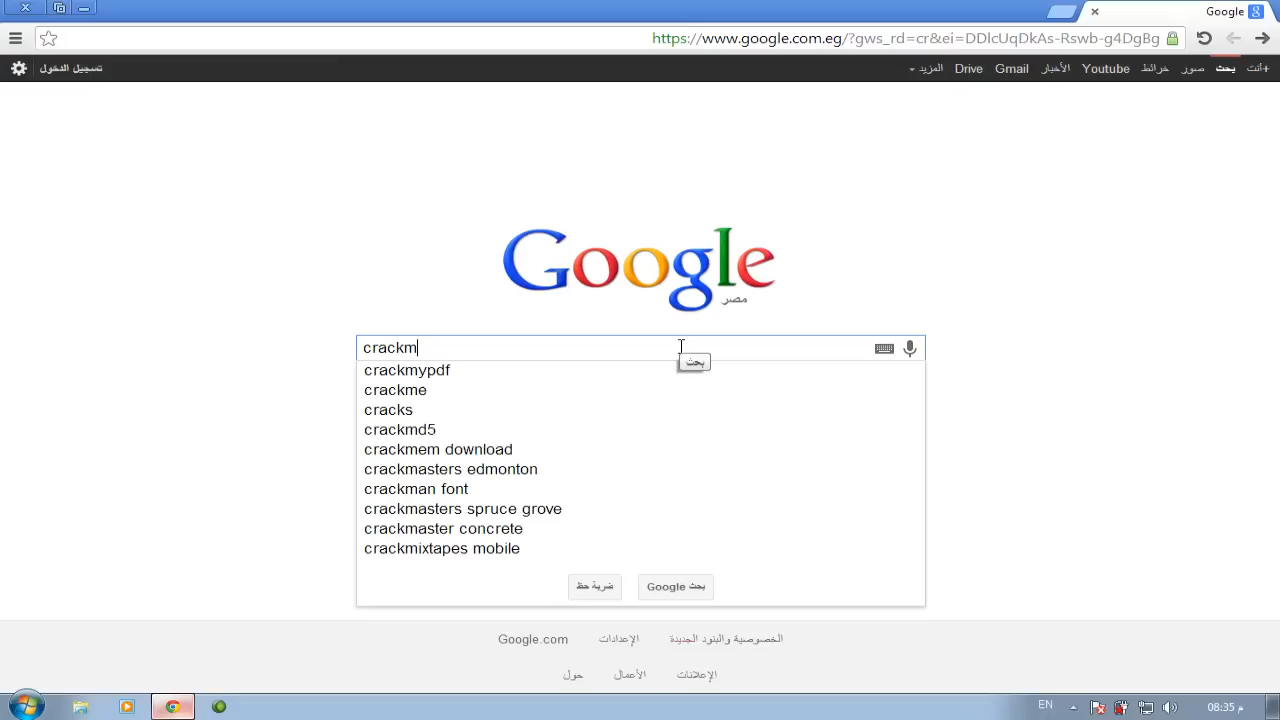 Google
https://www.google.com.eg/?gws_rd=cr&ei=DDlcUqDkAs-Rswb-g4DgBg
+أنت بحث صور خرائط Youtube الأخبار Gmail Drive المزيد تسجيل الدخول
Google
مصر
crackm
بحث
crackmypdf
crackme
cracks
crackmd5
crackmem download
crackmasters edmonton
crackman font
crackmasters spruce grove
crackmaster concrete
crackmixtapes mobile
بحث Google ضربة حظ
الخصوصية والبنود الجديدة الإعدادات Google.com
الإعلانات الأعمال حول
EN
08:35 م